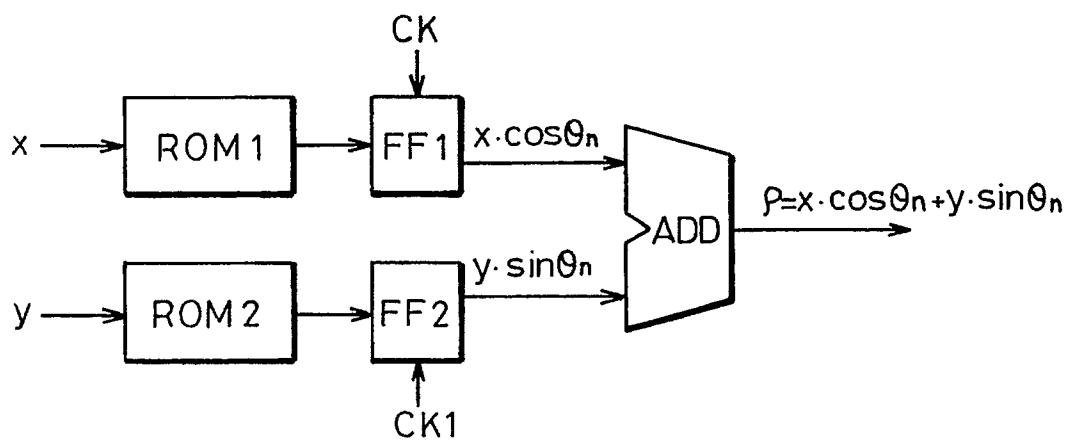 CK
x
ROM1
FF1
x·cosθn
ρ=x·cosθn+y·sinθn
ADD
y
ROM2
FF2
y·sinθn
CK1